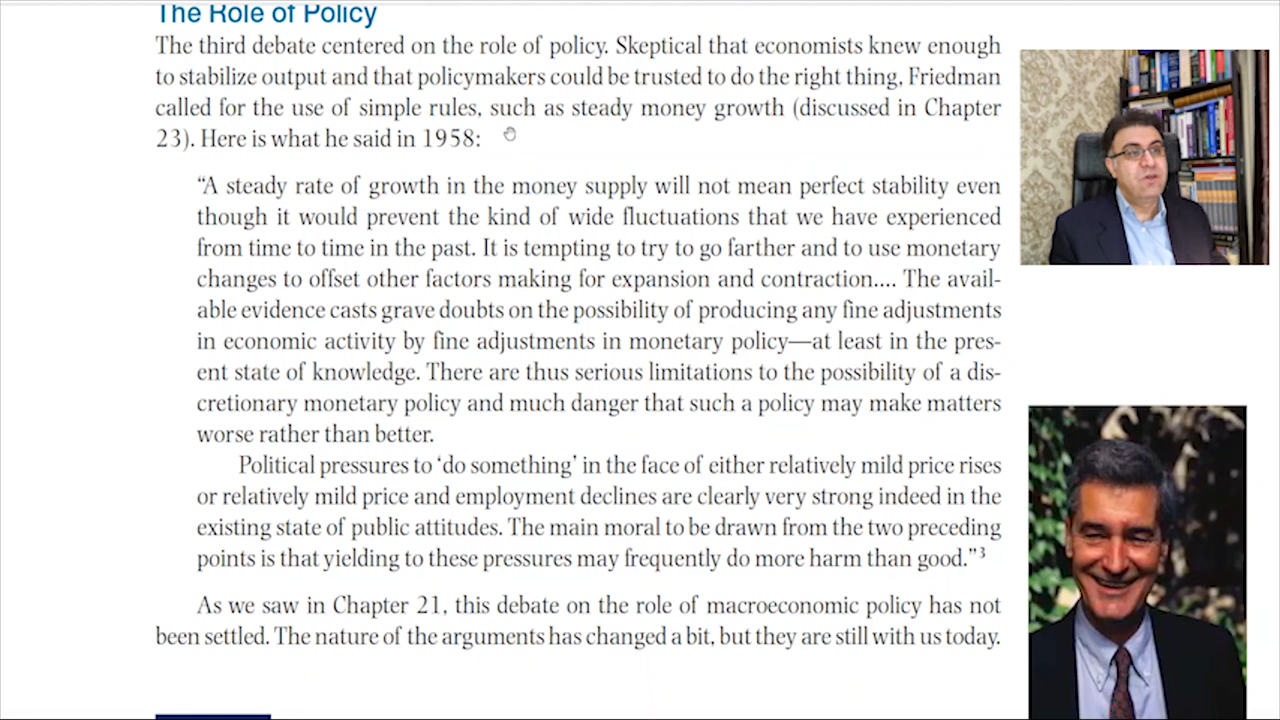 The Role of Policy
The third debate centered on the role of policy. Skeptical that economists knew enough
to stabilize output and that policymakers could be trusted to do the right thing, Friedman
called for the use of simple rules, such as steady money growth (discussed in Chapter
23). Here is what he said in 1958:
“A steady rate of growth in the money supply will not mean perfect stability even
though it would prevent the kind of wide fluctuations that we have experienced
from time to time in the past. It is tempting to try to go farther and to use monetary
changes to offset other factors making for expansion and contraction.... The avail-
able evidence casts grave doubts on the possibility of producing any fine adjustments
in economic activity by fine adjustments in monetary policy—at least in the pres-
ent state of knowledge. There are thus serious limitations to the possibility of a dis-
cretionary monetary policy and much danger that such a policy may make matters
worse rather than better.
Political pressures to ‘do something’ in the face of either relatively mild price rises
or relatively mild price and employment declines are clearly very strong indeed in the
existing state of public attitudes. The main moral to be drawn from the two preceding
points is that yielding to these pressures may frequently do more harm than good.”3
As we saw in Chapter 21, this debate on the role of macroeconomic policy has not
been settled. The nature of the arguments has changed a bit, but they are still with us today.